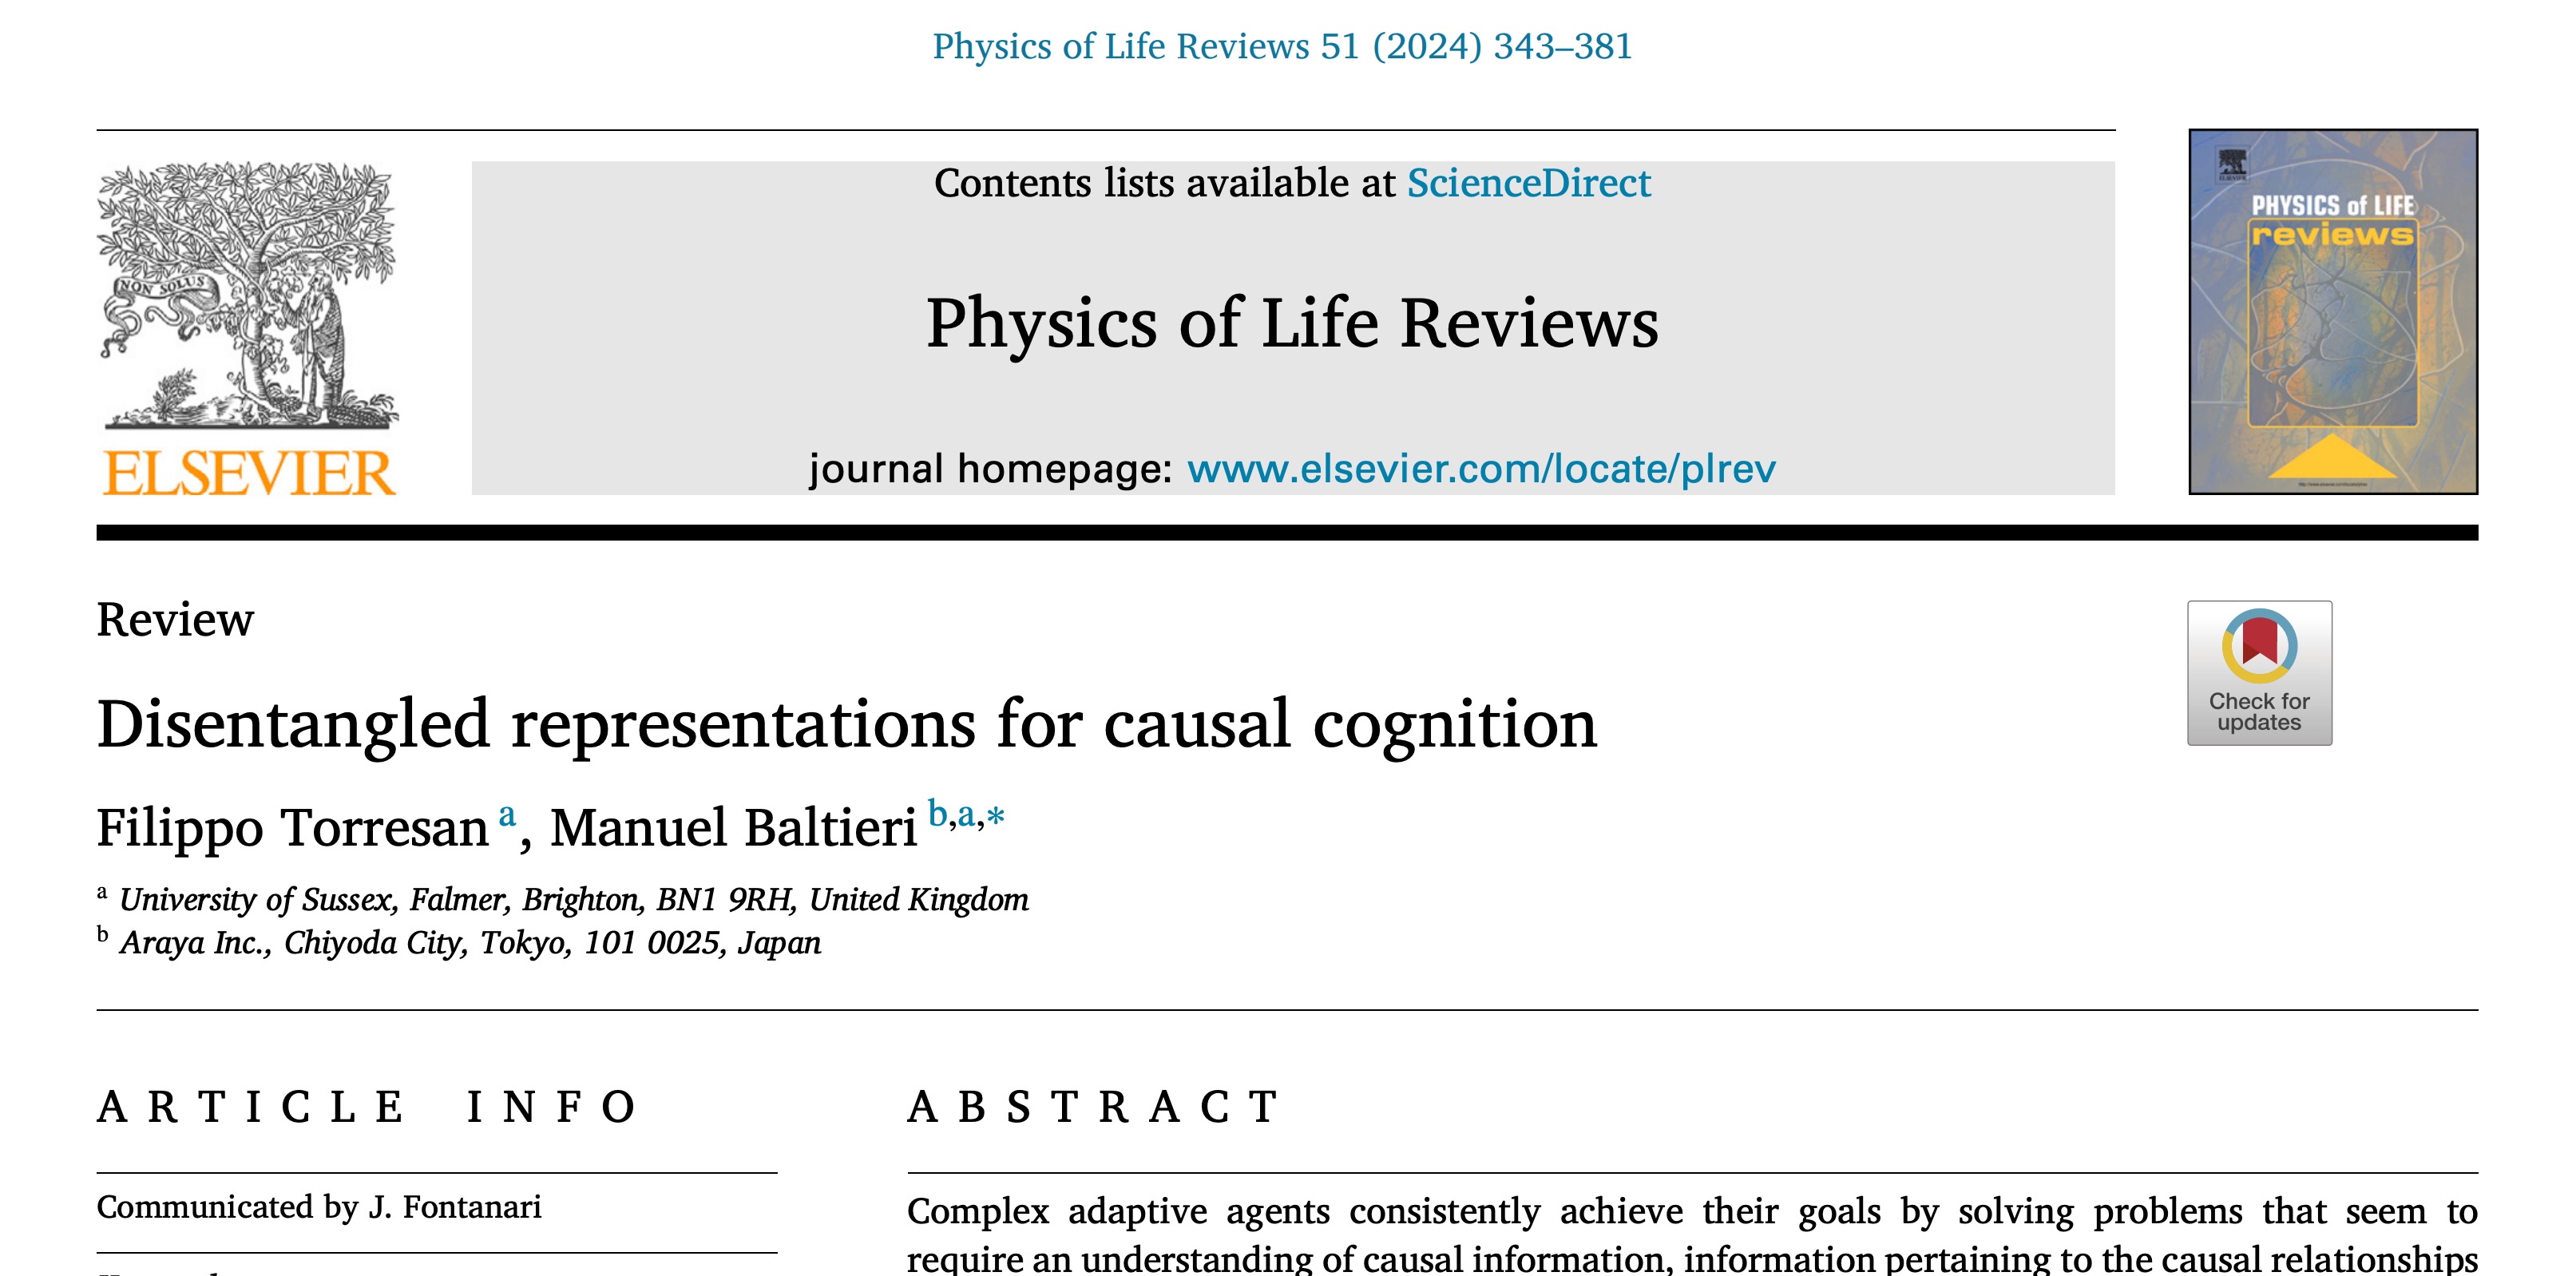 Physics of Life Reviews 51 (2024) 343–381
NON SOLUS
ELSEVIER
Contents lists available at ScienceDirect
Physics of Life Reviews
journal homepage: www.elsevier.com/locate/plrev
PHYSICS of LIFE
reviews
Review
Check for
updates
Disentangled representations for causal cognition
Filippo Torresan a, Manuel Baltieri b,a,*
a University of Sussex, Falmer, Brighton, BN1 9RH, United Kingdom
b Araya Inc., Chiyoda City, Tokyo, 101 0025, Japan
ARTICLE INFO
Communicated by J. Fontanari
ABSTRACT
Complex adaptive agents consistently achieve their goals by solving problems that seem to
require an understanding of causal information, information pertaining to the causal relationships